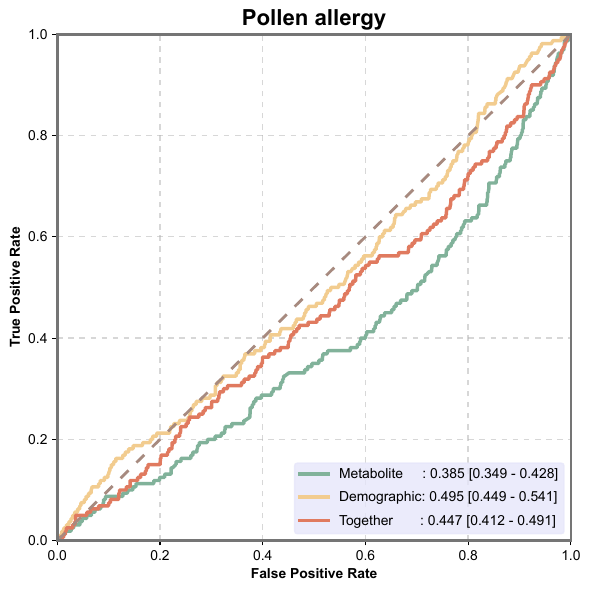 Pollen allergy
True Positive Rate
1.0
0.8
0.6
0.4
0.2
0.0
Metabolite : 0.385 [0.349 - 0.428]
Demographic: 0.495 [0.449 - 0.541]
Together : 0.447 [0.412 - 0.491]
0.0 0.2 0.4 0.6 0.8 1.0
False Positive Rate